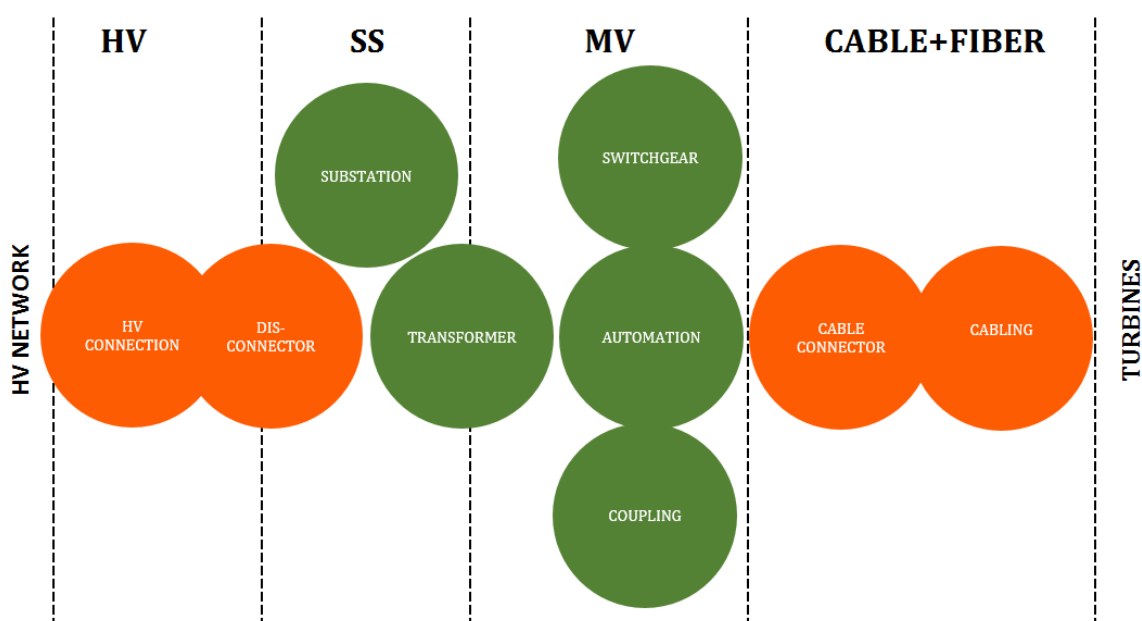 HV
SS
MV
CABLE+FIBER
SUBSTATION
SWITCHGEAR
HV NETWORK
HV
CONNECTION
DIS-
CONNECTOR
TRANSFORMER
AUTOMATION
CABLE
CONNECTOR
CABLING
TURBINES
COUPLING